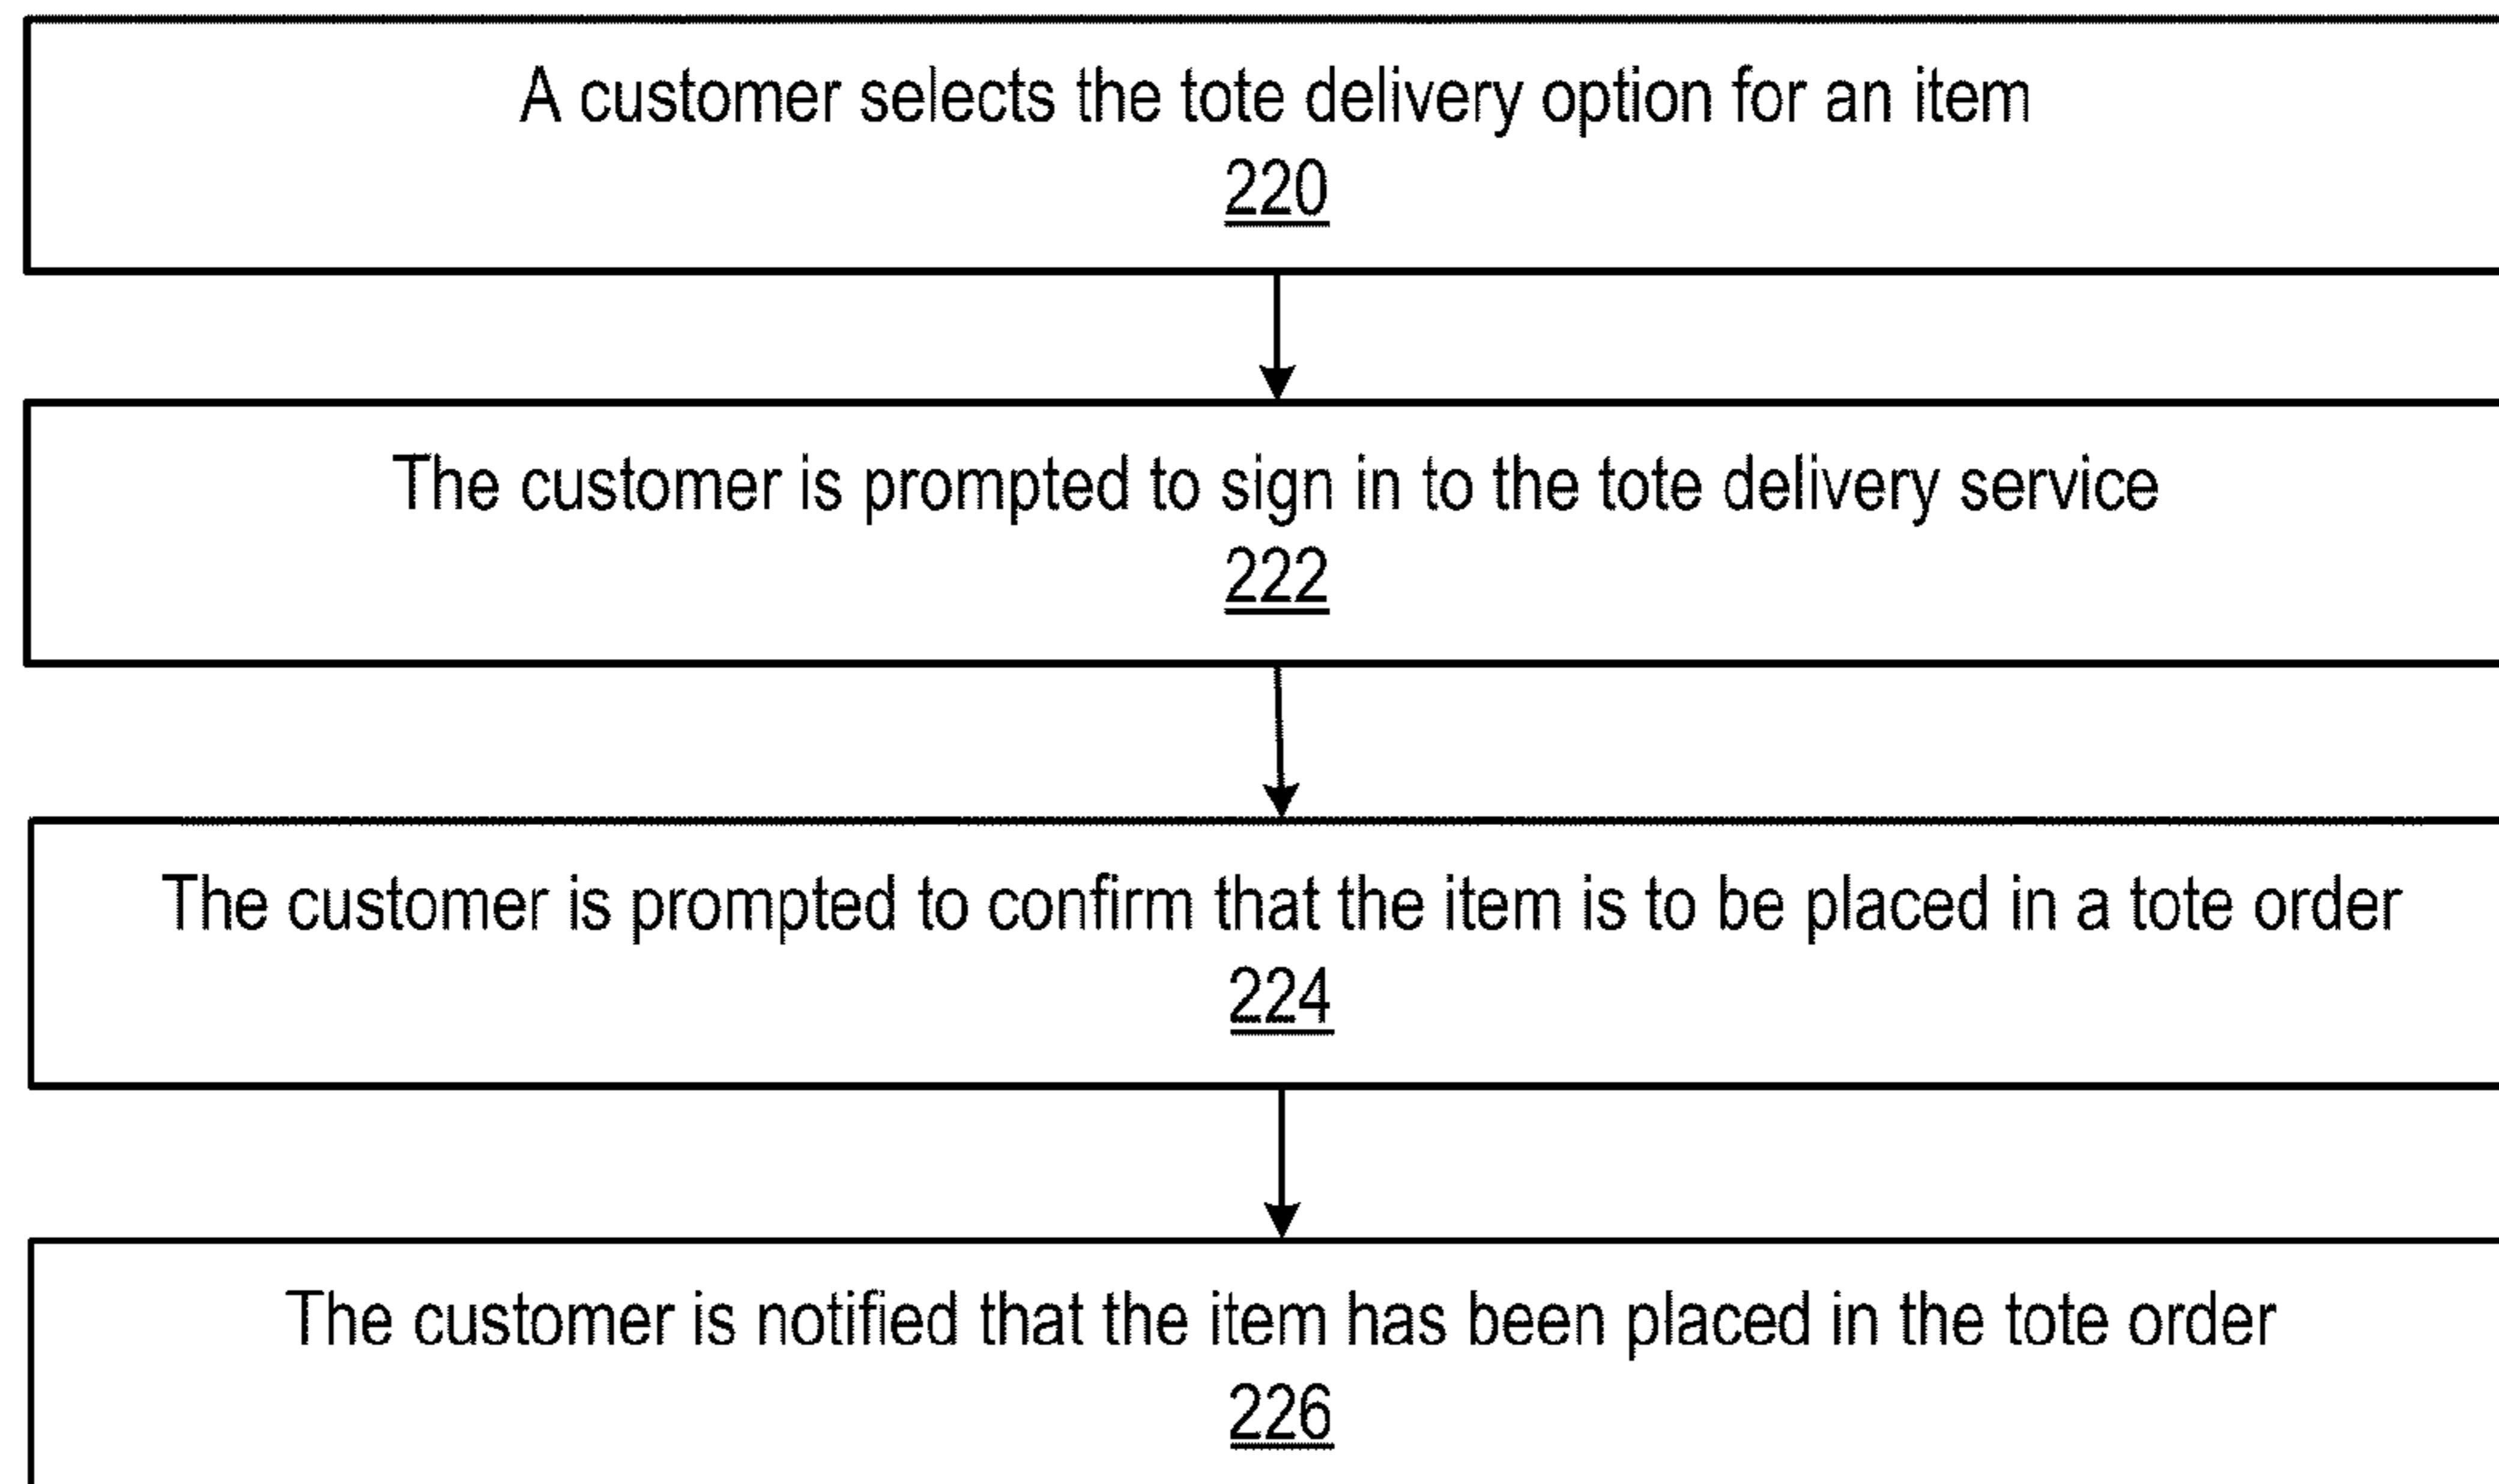 A customer selects the tote delivery option for an item
220
The customer is prompted to sign in to the tote delivery service
222
The customer is prompted to confirm that the item is to be placed in a tote order
224
The customer is notified that the item has been placed in the tote order
226